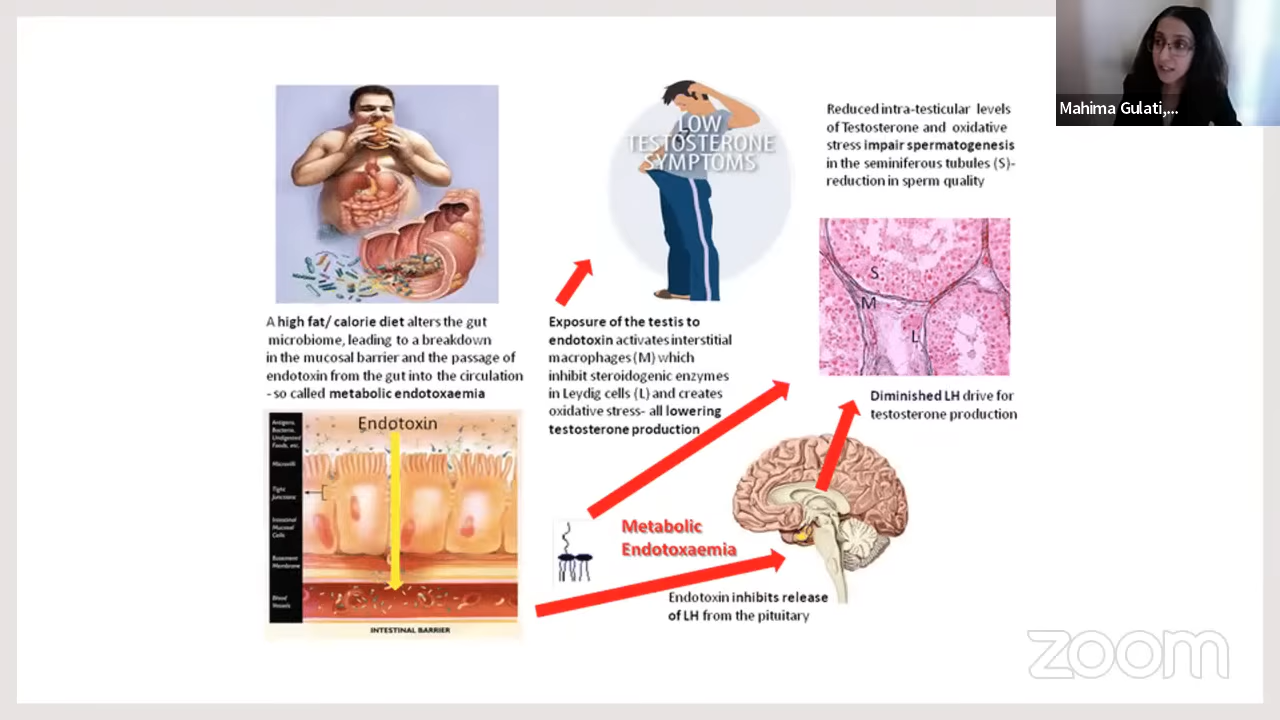 Mahima Gulati,...
LOW
TESTOSTERONE
SYMPTOMS
Reduced intra-testicular levels
of Testosterone and oxidative
stress impair spermatogenesis
in the seminiferous tubules (S)-
reduction in sperm quality
S
M
L
A high fat/ calorie diet alters the gut
microbiome, leading to a breakdown
in the mucosal barrier and the passage of
endotoxin from the gut into the circulation
- so called metabolic endotoxaemia
Exposure of the testis to
endotoxin activates interstitial
macrophages (M) which
inhibit steroidogenic enzymes
in Leydig cells (L) and creates
oxidative stress- all lowering
testosterone production
Diminished LH drive for
testosterone production
Endotoxin
Antigens,
Bacteria,
Undigested
Foods, etc.
Microvilli
Tight
Junctions
Intestinal
Mucosal
Cells
Basement
Membrane
Blood
Vessels
INTESTINAL BARRIER
Metabolic
Endotoxaemia
Endotoxin inhibits release
of LH from the pituitary
zoom